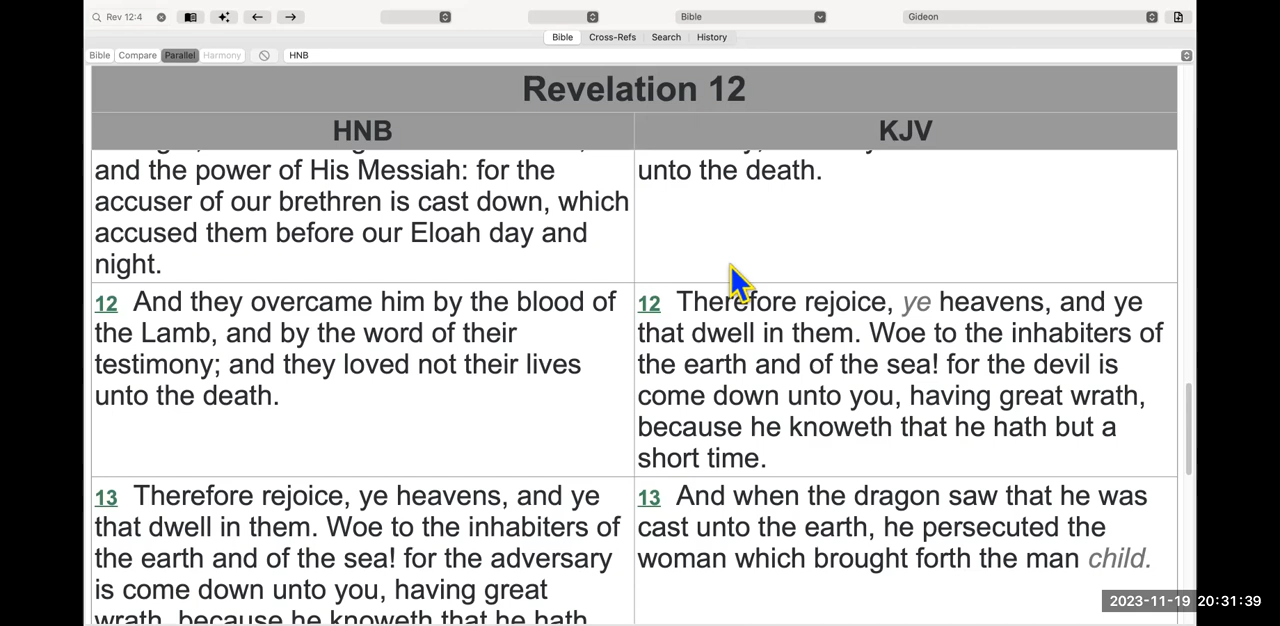 Rev 12:4
Bible
Gideon
Bible Cross-Refs Search History
Bible Compare Parallel Harmony HNB
Revelation 12
HNB KJV
and the power of His Messiah: for the
accuser of our brethren is cast down, which
accused them before our Eloah day and
night.
unto the death.
12 And they overcame him by the blood of
the Lamb, and by the word of their
testimony; and they loved not their lives
unto the death.
12 Therefore rejoice, ye heavens, and ye
that dwell in them. Woe to the inhabiters of
the earth and of the sea! for the devil is
come down unto you, having great wrath,
because he knoweth that he hath but a
short time.
13 Therefore rejoice, ye heavens, and ye
that dwell in them. Woe to the inhabiters of
the earth and of the sea! for the adversary
is come down unto you, having great
wrath, because he knoweth that he hath
13 And when the dragon saw that he was
cast unto the earth, he persecuted the
woman which brought forth the man child.
2023-11-19 20:31:39